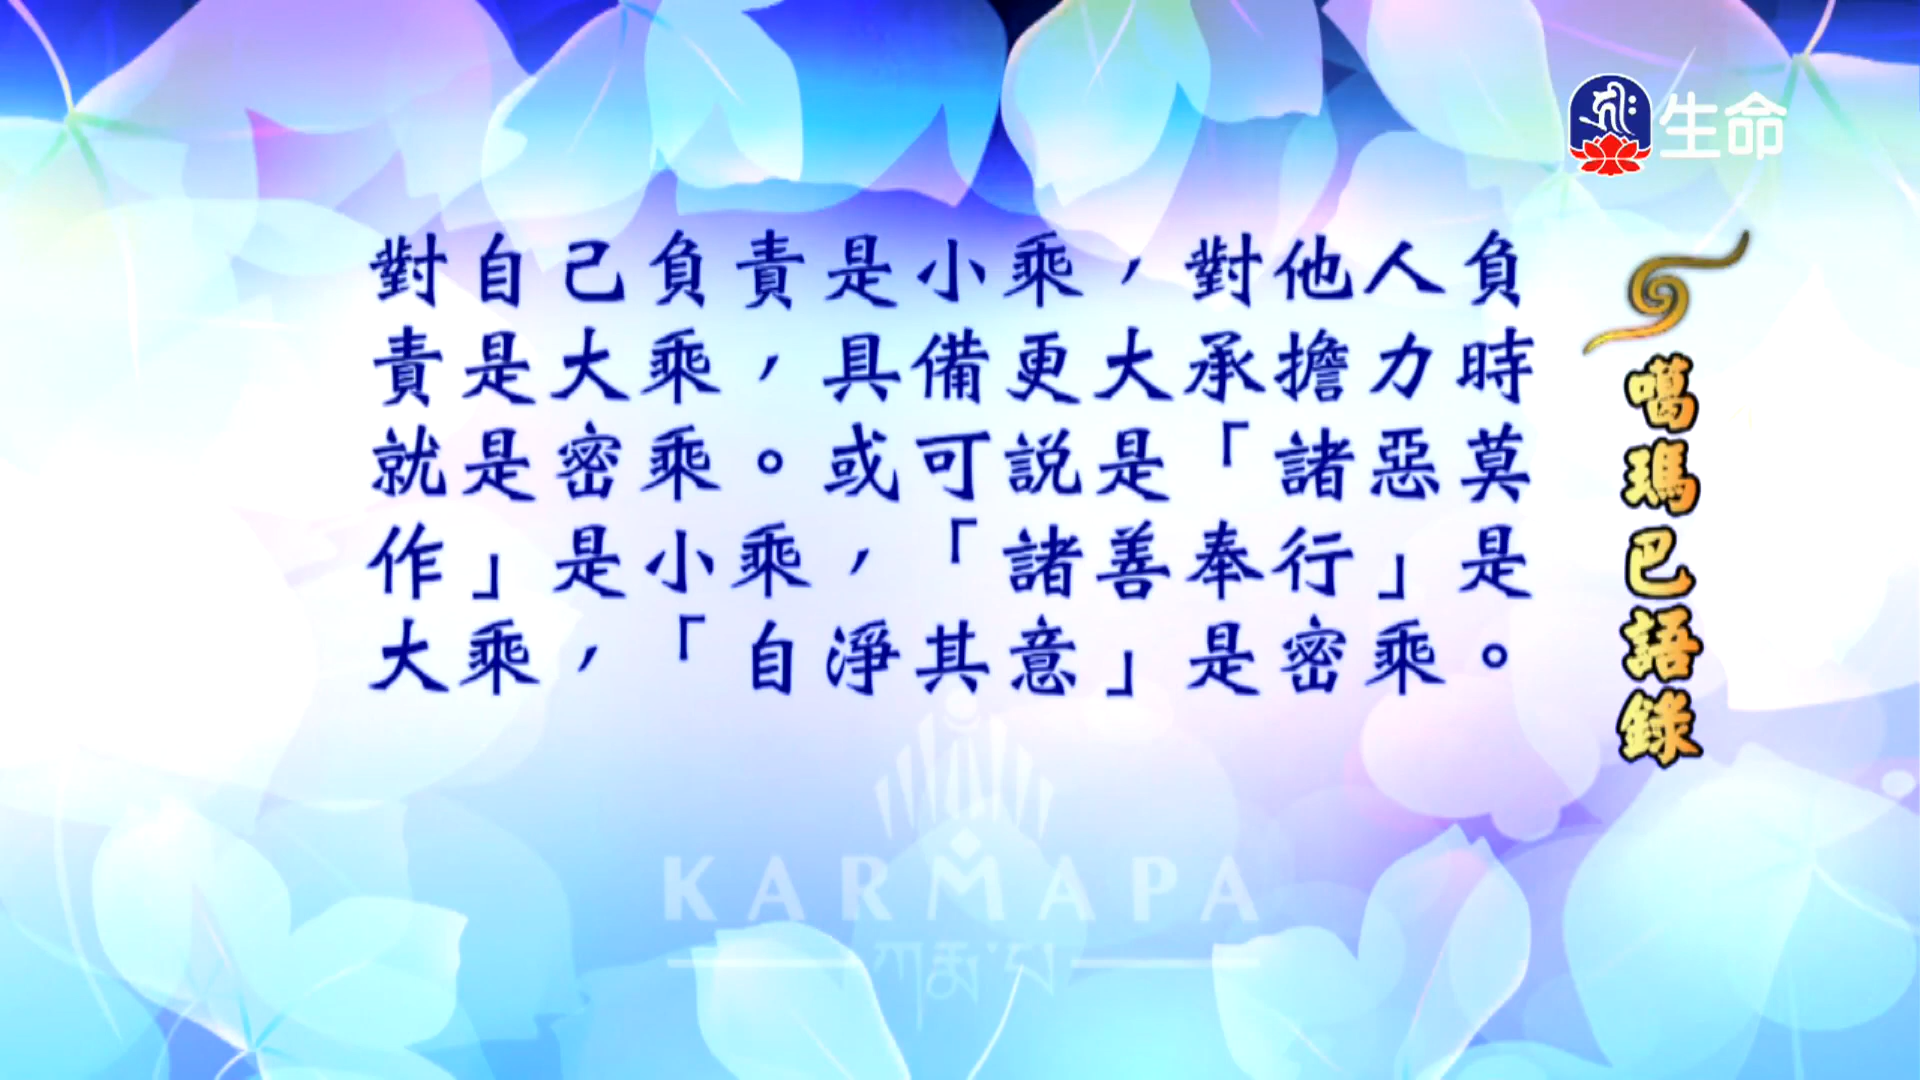 生命
對自己負責是小乘，對他人負
責是大乘，具備更大承擔力時
就是密乘。或可説是「諸惡莫
作」是小乘，「諸善奉行」是
大乘，「自淨其意」是密乘。
噶瑪巴語錄
KARMAPA
ཀརྨ་པ